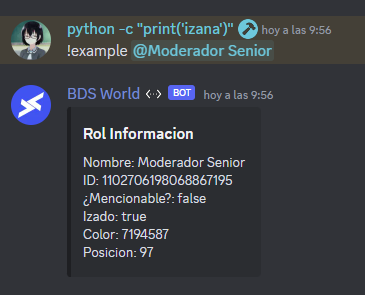 python -c "print('izana')" hoy a las 9:56
!example @Moderador Senior
BDS World <·> BOT hoy a las 9:56
Rol Informacion
Nombre: Moderador Senior
ID: 1102706198068867195
¿Mencionable?: false
Izado: true
Color: 7194587
Posicion: 97